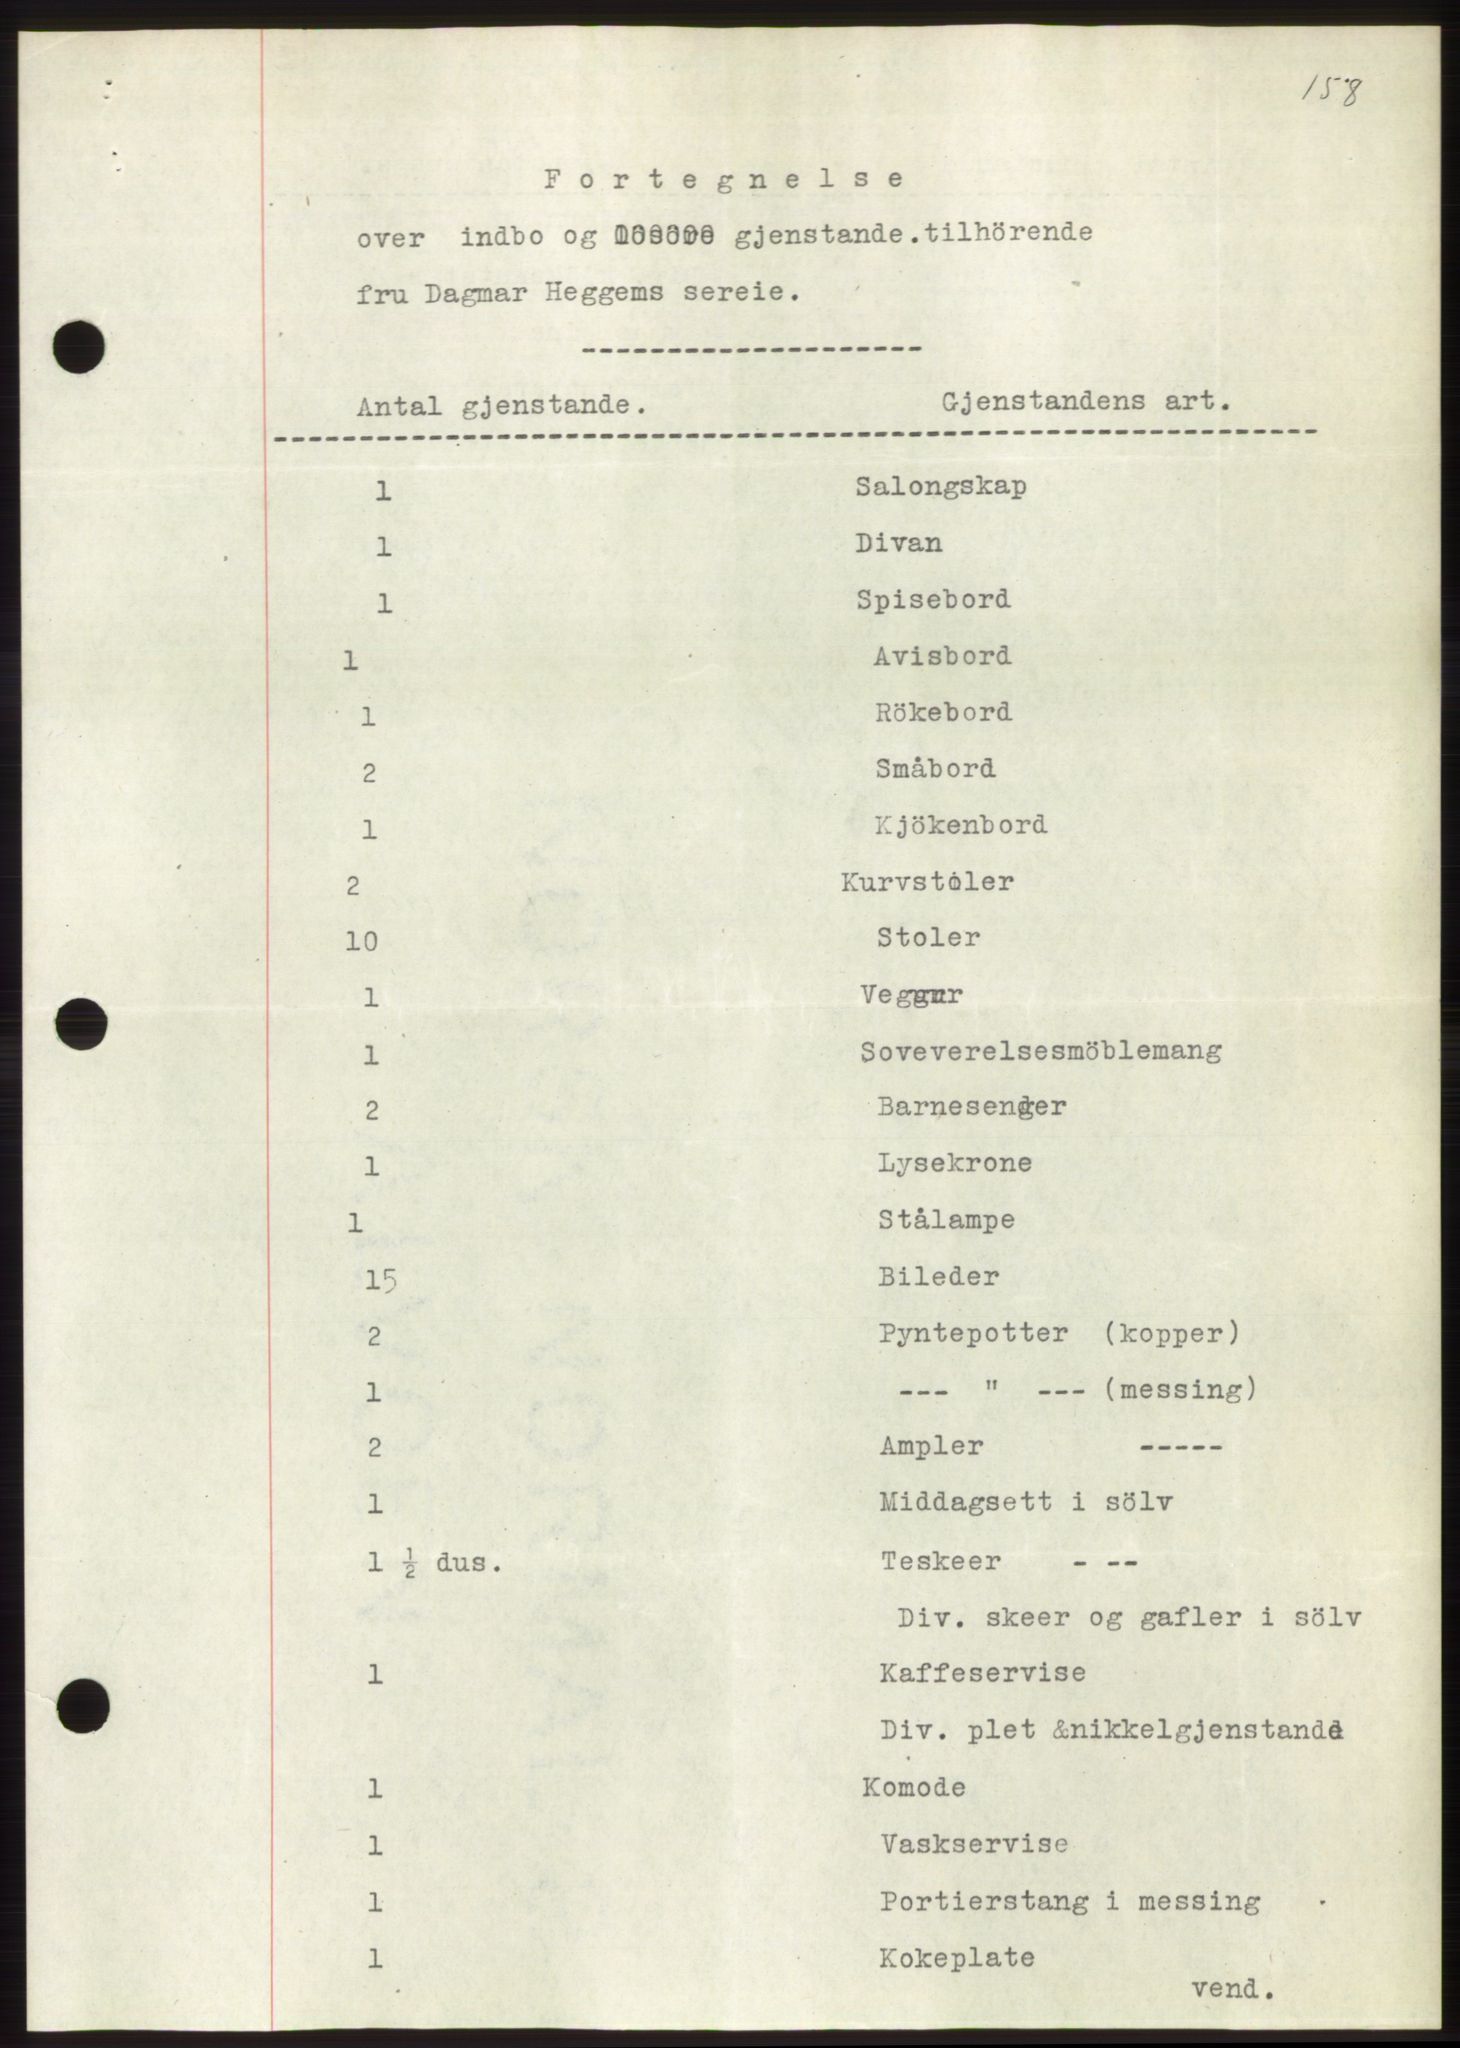 158
F o r t e g n e l s e
over indbo og gjenstande.tilhörende
fru Dagmar Heggems sereie.
--------------------
Antal gjenstande. Gjenstandens art.
--------------------------------------------------------------
1 Salongskap
1 Divan
1 Spisebord
1 Avisbord
1 Rökebord
2 Småbord
1 Kjökenbord
2 Kurvstoler
10 Stoler
1 Veggur
1 Soveverelsesmöblemang
2 Barnesenger
1 Lysekrone
1 Stålampe
15 Bileder
2 Pyntepotter (kopper)
1 --- " --- (messing)
2 Ampler -----
1 Middagsett i sölv
1 ½ dus. Teskeer - --
Div. skeer og gafler i sölv
1 Kaffeservise
Div. plet &nikkelgjenstande
1 Komode
1 Vaskservise
1 Portierstang i messing
1 Kokeplate
vend.